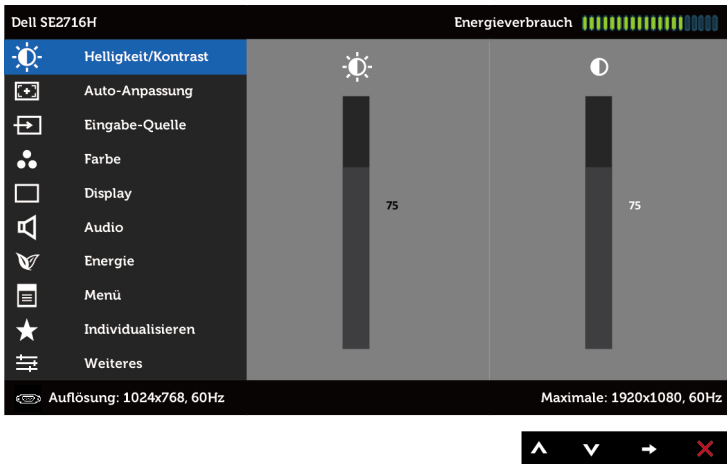 Dell SE2716H
Energieverbrauch
Helligkeit/Kontrast
Auto-Anpassung
Eingabe-Quelle
Farbe
Display
Audio
Energie
Menü
Individualisieren
Weiteres
75
75
Auflösung: 1024x768, 60Hz
Maximale: 1920x1080, 60Hz